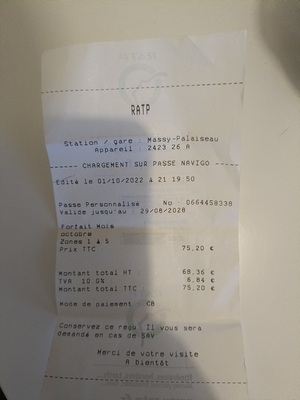 RATP
Station / gare : Massy-Palaiseau
Appareil : 2423 26 A
CHARGEMENT SUR PASSE NAVIGO
Edité le 01/10/2022 à 21 19:50
Passe Personnalisé No : 0664458338
Valide jusqu'au : 29/08/2028
Forfait Mois
octobre
Zones 1 à 5
Prix TTC 75,20 €
Montant total HT : 68,36 €
TVA 10.0% 6,84 €
Montant total TTC : 75,20 €
Mode de paiement : CB
Conservez ce reçu. Il vous sera
demandé en cas de SAV
Merci de votre visite
A bientôt